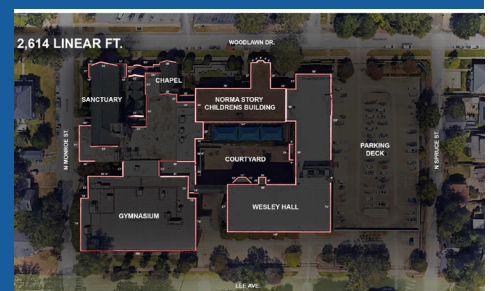 2,614 LINEAR FT.
WOODLAWN DR.
CHAPEL
SANCTUARY
NORMA STORY
CHILDRENS BUILDING
N MONROE ST.
COURTYARD
PARKING
DECK
N SPRUCE ST.
WESLEY HALL
GYMNASIUM
LEE AVE.